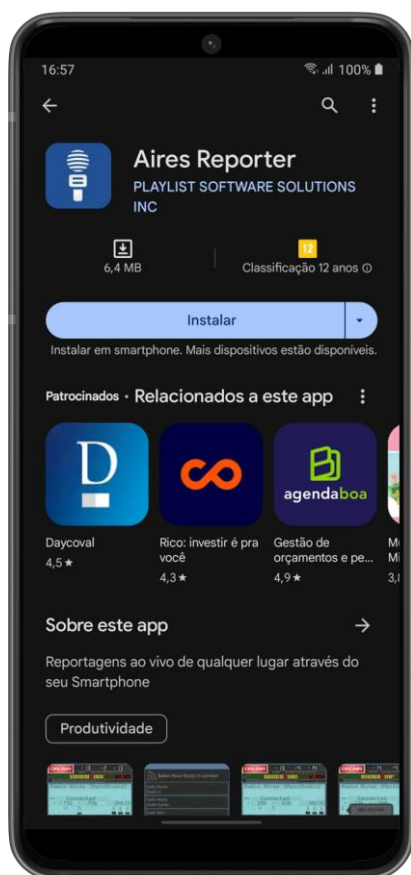 16:57
100%
Aires Reporter
PLAYLIST SOFTWARE SOLUTIONS
INC
12
6,4 MB
Classificação 12 anos
Instalar
Instalar em smartphone. Mais dispositivos estão disponíveis.
Patrocinados • Relacionados a este app
D
agendaboa
Daycoval
4,5★
Rico: investir é pra
você
4,3★
Gestão de
orçamentos e pe...
4,9★
Mi
3,8
Sobre este app
Reportagens ao vivo de qualquer lugar através do
seu Smartphone
Produtividade